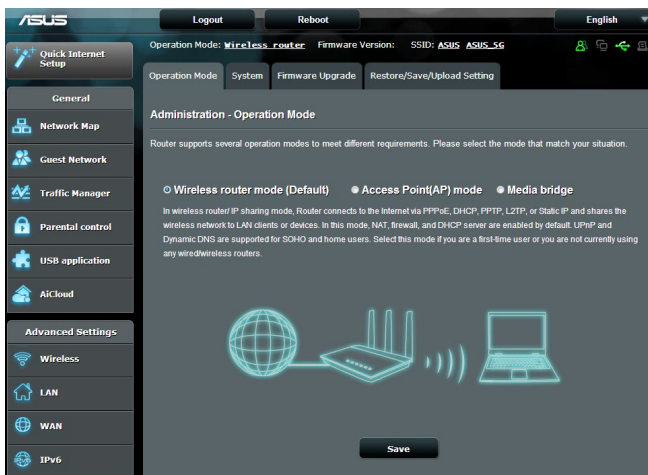 ASUS
Logout
Reboot
English
Operation Mode: Wireless router Firmware Version: SSID: ASUS ASUS_5G
Quick Internet
Setup
General
Network Map
Guest Network
Traffic Manager
Parental control
USB application
AiCloud
Advanced Settings
Wireless
LAN
WAN
IPv6
Operation Mode
System
Firmware Upgrade
Restore/Save/Upload Setting
Administration - Operation Mode
Router supports several operation modes to meet different requirements. Please select the mode that match your situation.
Wireless router mode (Default)
Access Point(AP) mode
Media bridge
In wireless router/ IP sharing mode, Router connects to the Internet via PPPoE, DHCP, PPTP, L2TP, or Static IP and shares the
wireless network to LAN clients or devices. In this mode, NAT, firewall, and DHCP server are enabled by default. UPnP and
Dynamic DNS are supported for SOHO and home users. Select this mode if you are a first-time user or you are not currently using
any wired/wireless routers.
Save